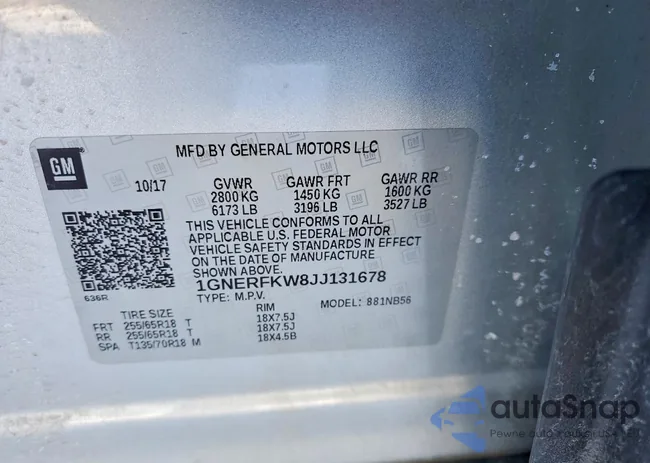 GM
MFD BY GENERAL MOTORS LLC
10/17 GVWR GAWR FRT GAWR RR
2800 KG 1450 KG 1600 KG
6173 LB 3196 LB 3527 LB
THIS VEHICLE CONFORMS TO ALL
APPLICABLE U.S. FEDERAL MOTOR
VEHICLE SAFETY STANDARDS IN EFFECT
ON THE DATE OF MANUFACTURE
SHOWN ABOVE.
1GNERFKW8JJ131678
636R TYPE: M.P.V. MODEL: 881NB56
TIRE SIZE RIM
FRT 255/65R18 T 18X7.5J
RR 255/65R18 T 18X7.5J
SPA T135/70R18 M 18X4.5B
autoSnap
Pewne auto z USA